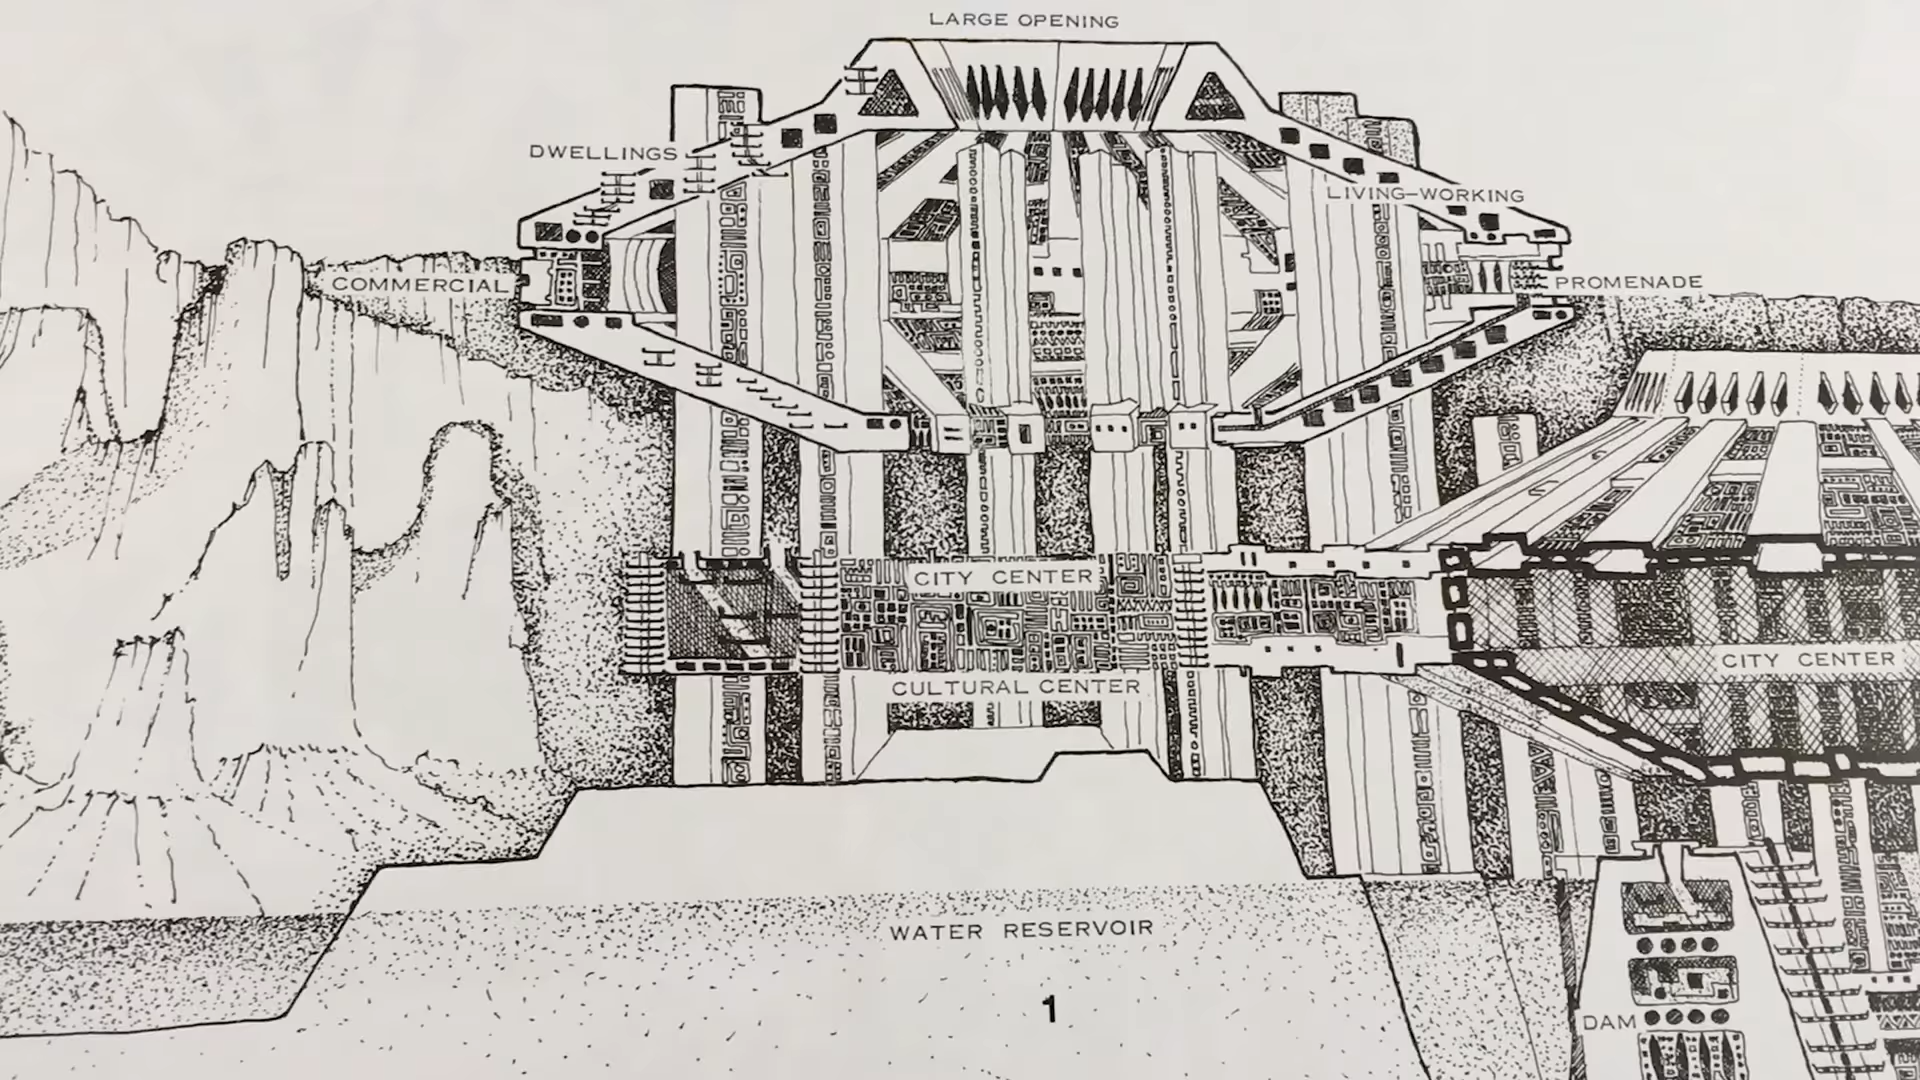 LARGE OPENING
DWELLINGS
LIVING-WORKING
COMMERCIAL
PROMENADE
CITY CENTER
CITY CENTER
CULTURAL CENTER
WATER RESERVOIR
1
DAM